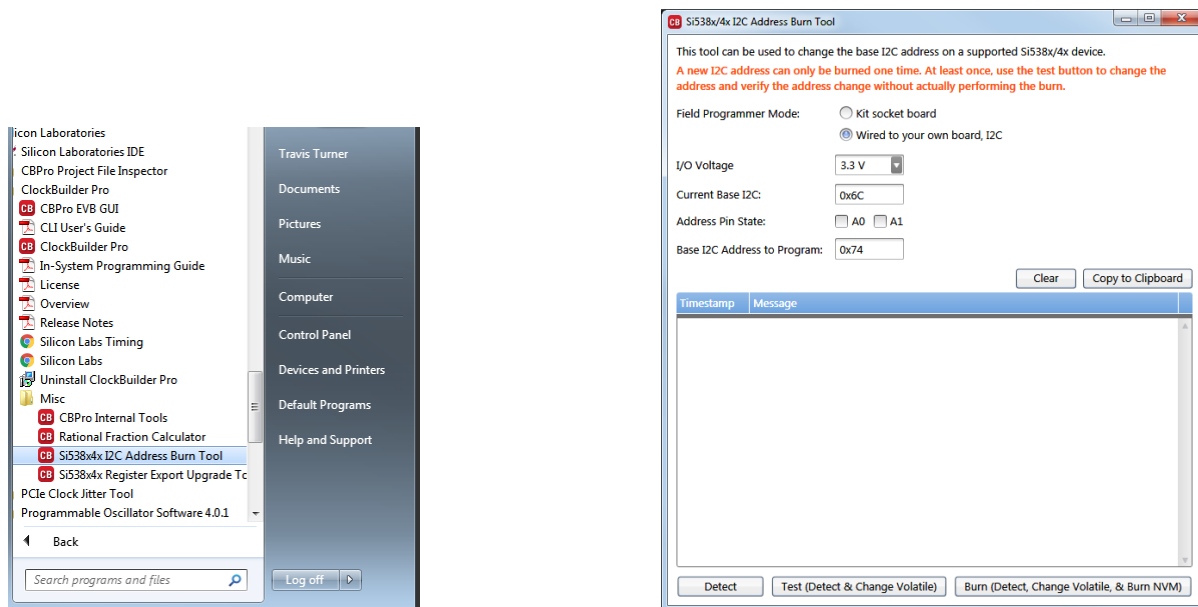 icon Laboratories
Silicon Laboratories IDE
CBPro Project File Inspector
ClockBuilder Pro
CB CBPro EVB GUI
CLI User's Guide
CB ClockBuilder Pro
In-System Programming Guide
License
Overview
Release Notes
Silicon Labs Timing
Silicon Labs
Uninstall ClockBuilder Pro
Misc
CB CBPro Internal Tools
CB Rational Fraction Calculator
CB Si538x4x I2C Address Burn Tool
CB Si538x4x Register Export Upgrade Tc
PCIe Clock Jitter Tool
Programmable Oscillator Software 4.0.1
Back
Search programs and files
Travis Turner
Documents
Pictures
Music
Computer
Control Panel
Devices and Printers
Default Programs
Help and Support
Log off
CB Si538x/4x I2C Address Burn Tool
This tool can be used to change the base I2C address on a supported Si538x/4x device.
A new I2C address can only be burned one time. At least once, use the test button to change the
address and verify the address change without actually performing the burn.
Field Programmer Mode: Kit socket board
Wired to your own board, I2C
I/O Voltage 3.3 V
Current Base I2C: 0x6C
Address Pin State: A0 A1
Base I2C Address to Program: 0x74
Clear Copy to Clipboard
Timestamp Message
Detect Test (Detect & Change Volatile) Burn (Detect, Change Volatile, & Burn NVM)